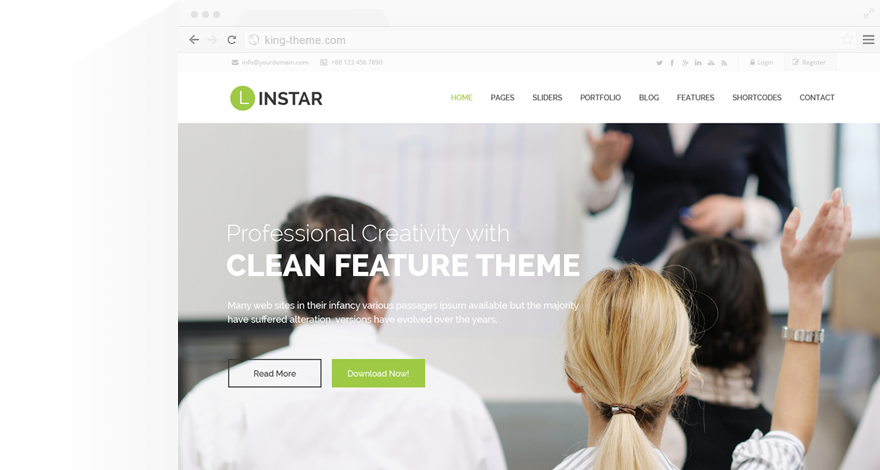 king-theme.com
info@yourdomain.com +88 123 456 7890 Login Register
L INSTAR HOME PAGES SLIDERS PORTFOLIO BLOG FEATURES SHORTCODES CONTACT
Professional Creativity with
CLEAN FEATURE THEME
Many web sites in their infancy various passages ipsum available but the majority
have suffered alteration, versions have evolved over the years,
Read More Download Now!